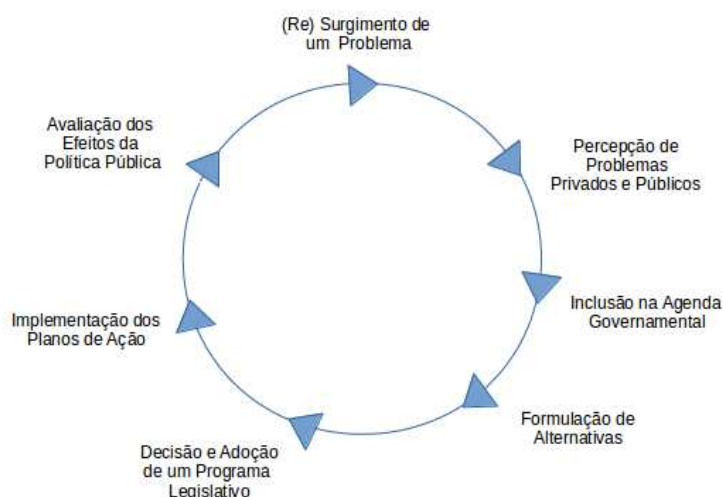 (Re) Surgimento de
um Problema
Percepção de
Problemas
Privados e Públicos
Inclusão na Agenda
Governamental
Formulação de
Alternativas
Decisão e Adoção
de um Programa
Legislativo
Implementação dos
Planos de Ação
Avaliação dos
Efeitos da
Política Pública